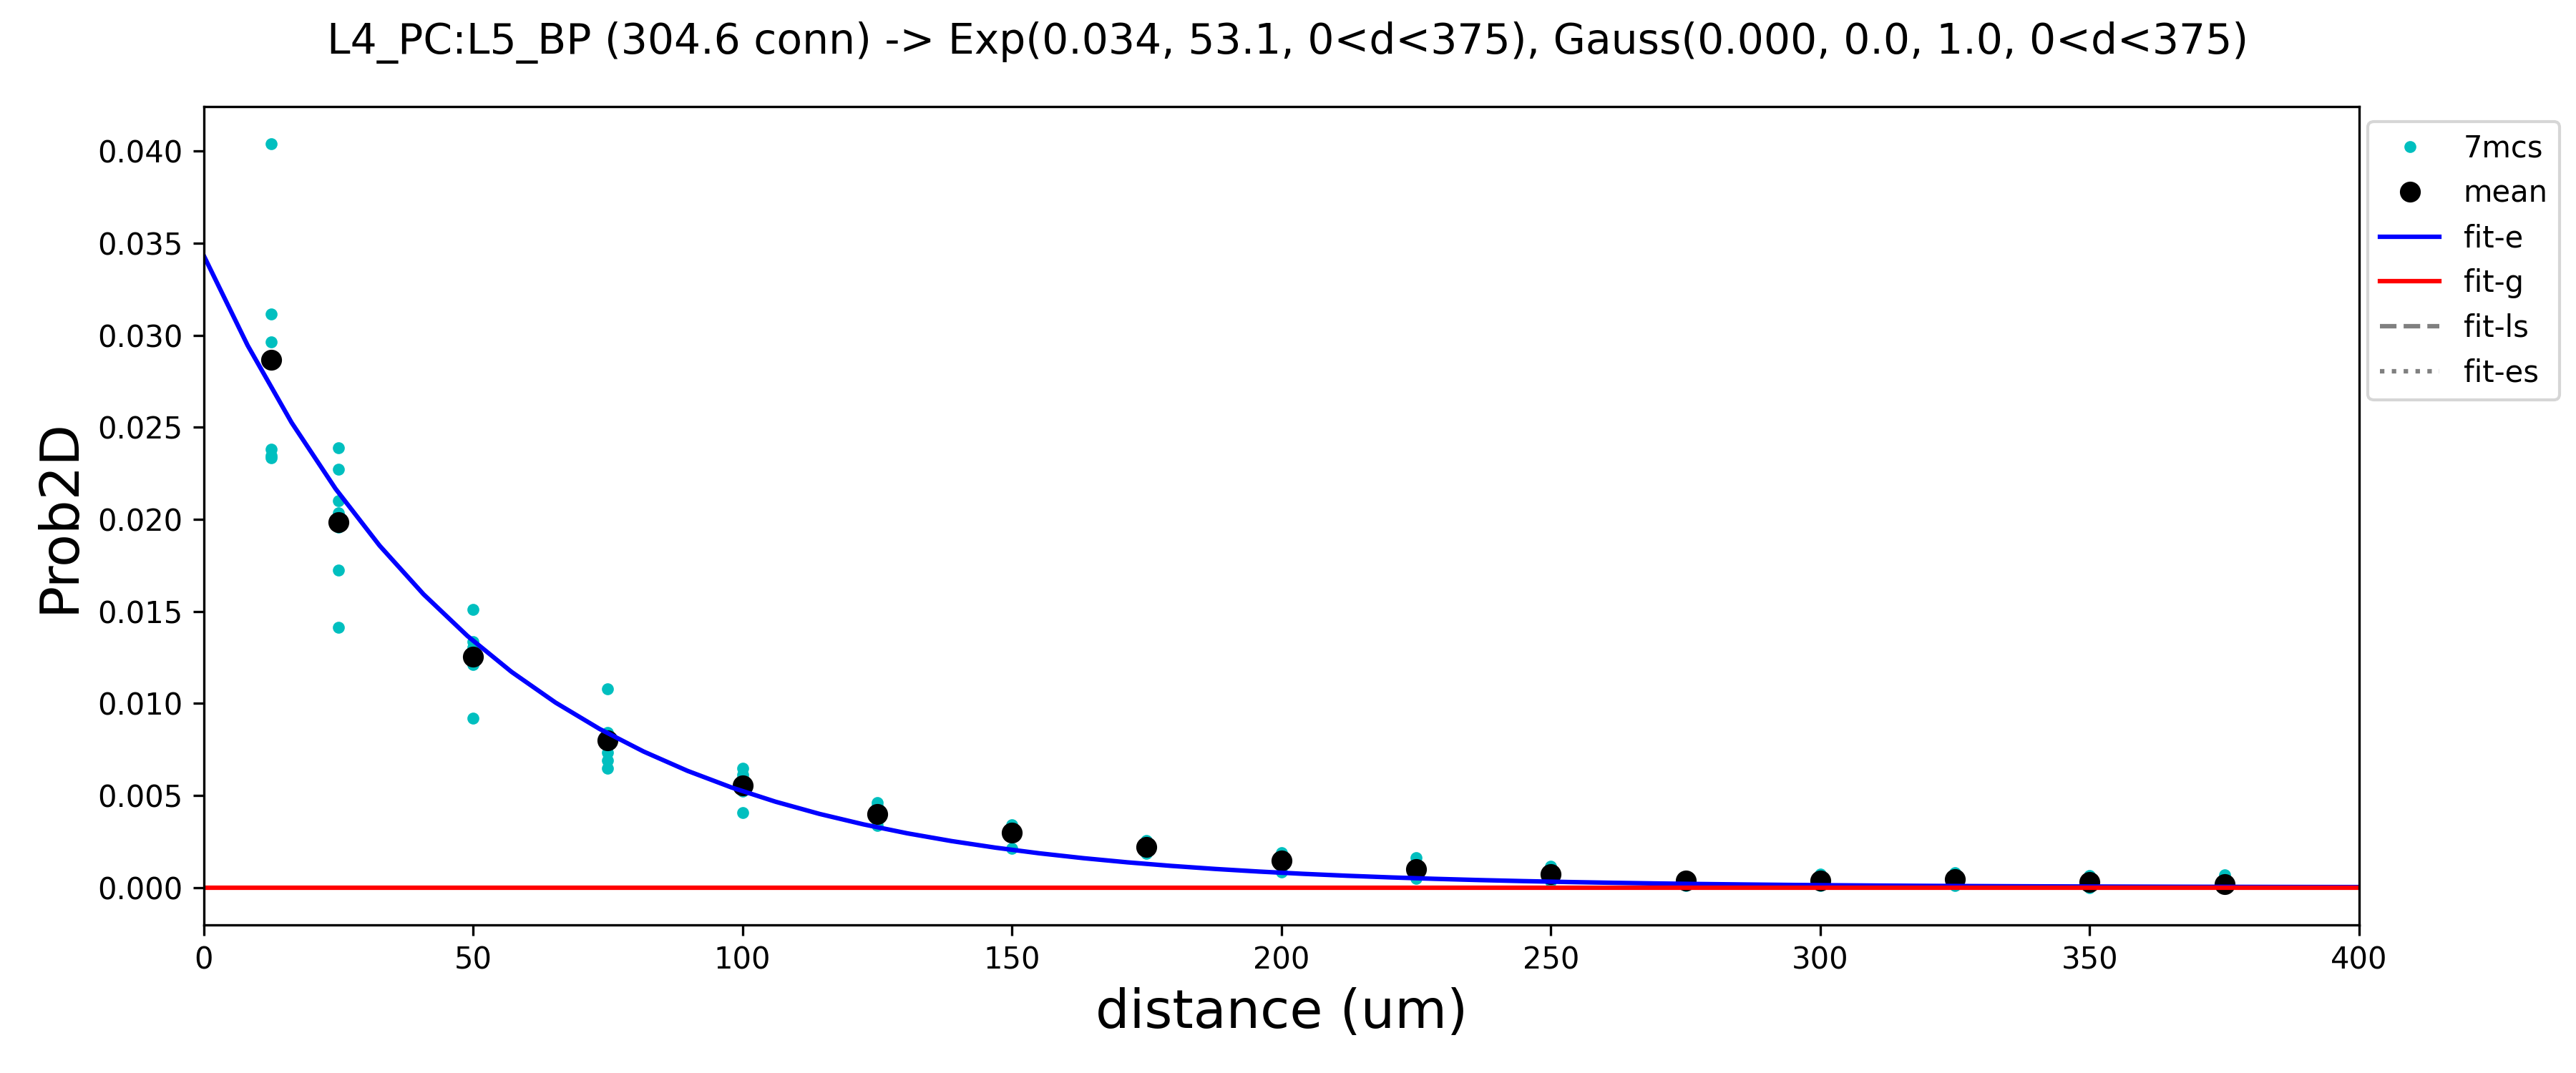 L4_PC:L5_BP (304.6 conn) -> Exp(0.034, 53.1, 0<d<375), Gauss(0.000, 0.0, 1.0, 0<d<375)
0.040
0.035
0.030
0.025
0.020
0.015
0.010
0.005
0.000
Prob2D
0 50 100 150 200 250 300 350 400
distance (um)
7mcs
mean
fit-e
fit-g
fit-ls
fit-es